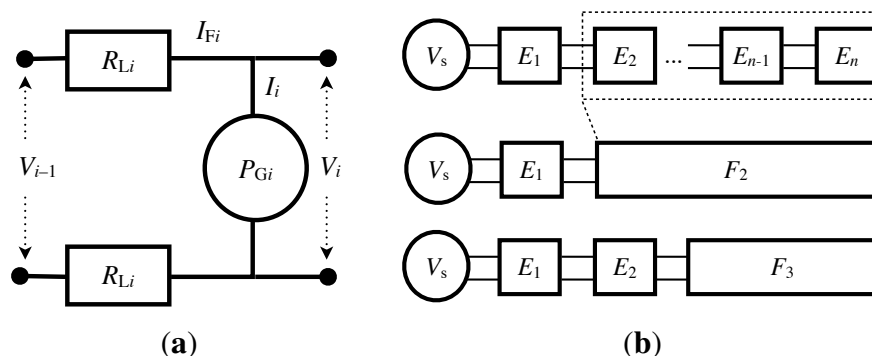 I_Fi
R_Li
I_i
V_i–1
P_Gi
V_i
R_Li
(a)
V_s E_1 E_2 ... E_n-1 E_n
V_s E_1 F_2
V_s E_1 E_2 F_3
(b)